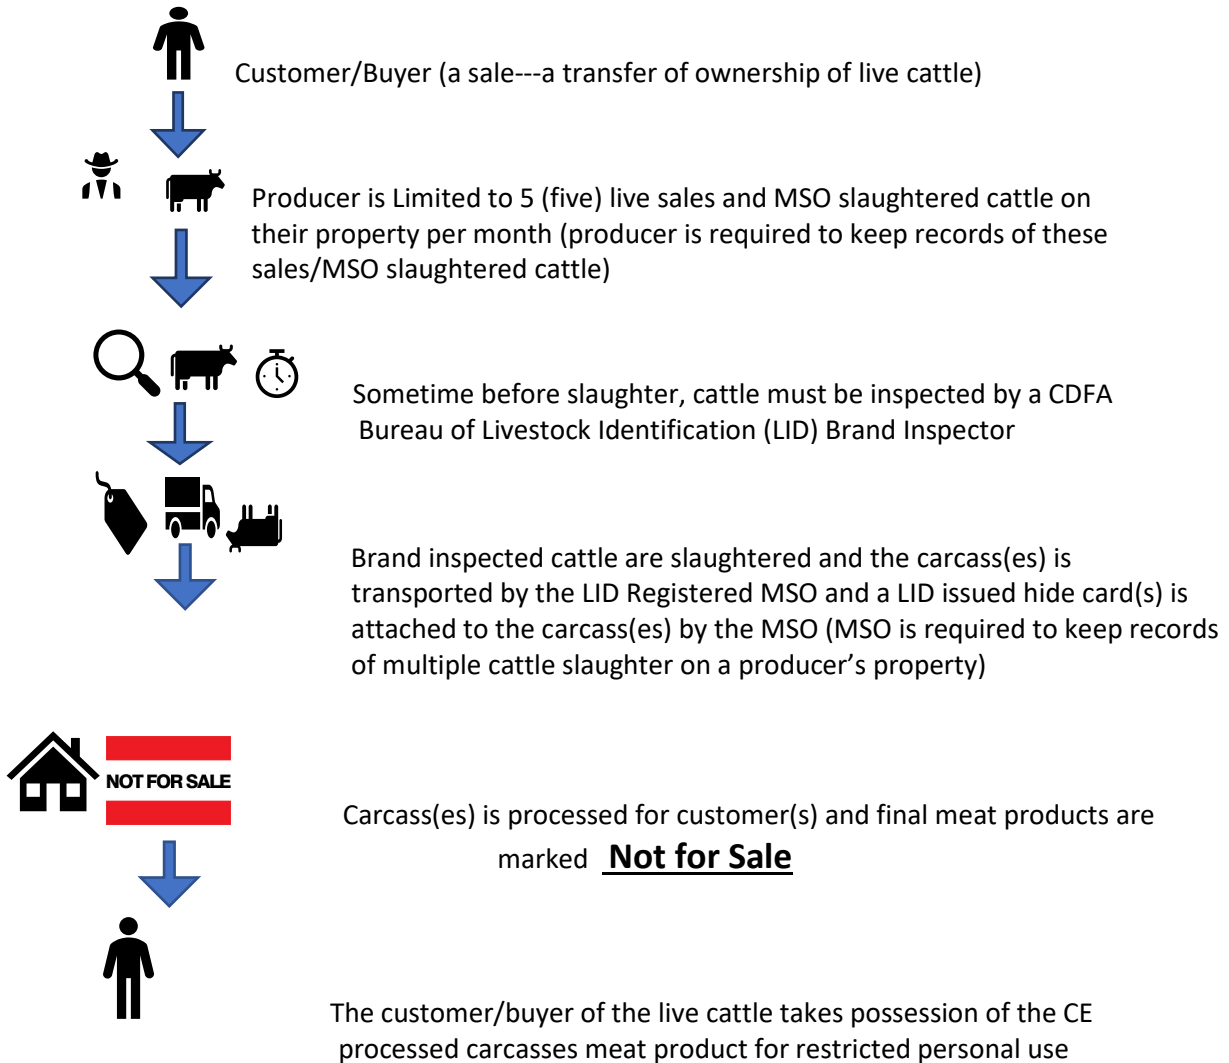 Customer/Buyer (a sale---a transfer of ownership of live cattle)
Producer is Limited to 5 (five) live sales and MSO slaughtered cattle on
their property per month (producer is required to keep records of these
sales/MSO slaughtered cattle)
Sometime before slaughter, cattle must be inspected by a CDFA
Bureau of Livestock Identification (LID) Brand Inspector
Brand inspected cattle are slaughtered and the carcass(es) is
transported by the LID Registered MSO and a LID issued hide card(s) is
attached to the carcass(es) by the MSO (MSO is required to keep records
of multiple cattle slaughter on a producer’s property)
NOT FOR SALE
Carcass(es) is processed for customer(s) and final meat products are
marked Not for Sale
The customer/buyer of the live cattle takes possession of the CE
processed carcasses meat product for restricted personal use